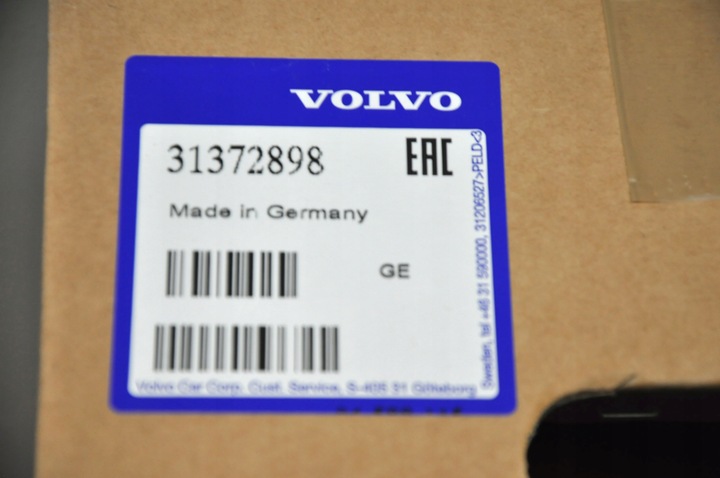 VOLVO
31372898
EAC
Made in Germany
GE
Volvo Car Corp. Cust. Service, S-405 31 Göteborg
Sweden, tel +46 31 590000, 31206527>PELD<3